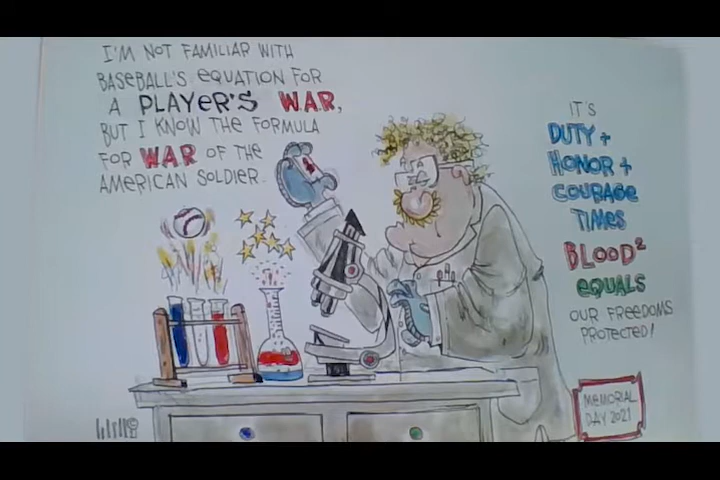 I'M NOT FAMILIAR WITH
BASEBALL'S EQUATION FOR
A PLAYER'S W.A.R,
BUT I KNOW THE FORMULA
FOR WAR OF THE
AMERICAN SOLDIER.
IT'S
DUTY +
HONOR +
COURAGE
TIMES
BLOOD²
EQUALS
OUR FREEDOMS
PROTECTED!
MEMORIAL
DAY 2021